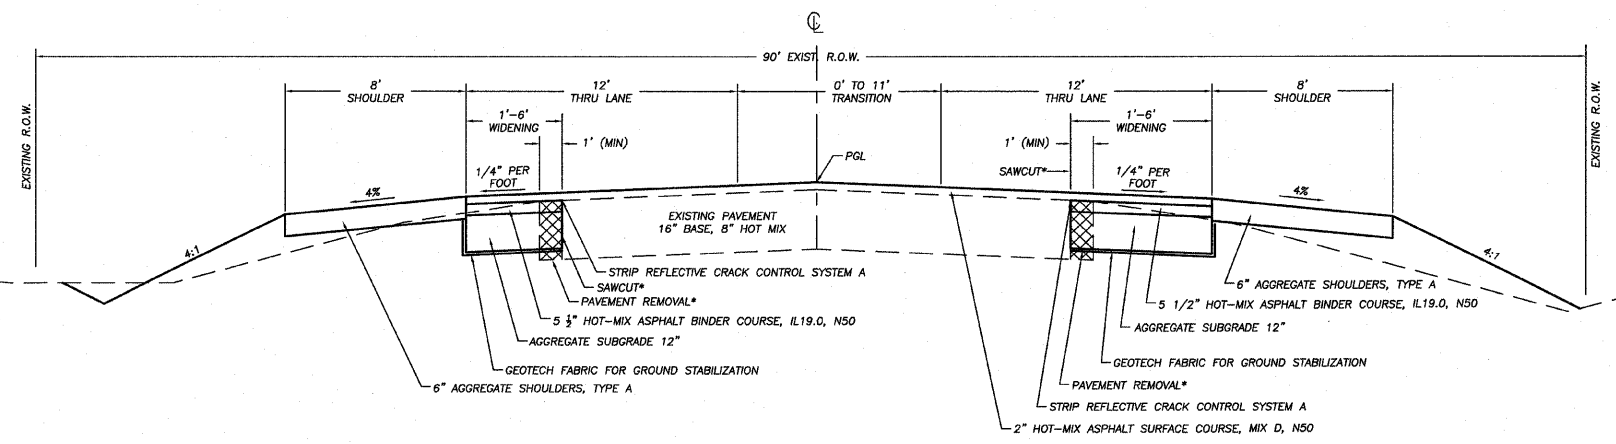 ℄
90' EXIST. R.O.W.
8'
SHOULDER
12'
THRU LANE
0' TO 11'
TRANSITION
12'
THRU LANE
8'
SHOULDER
EXISTING R.O.W.
EXISTING R.O.W.
1'-6'
WIDENING
1'-6'
WIDENING
1' (MIN)
1' (MIN)
PGL
SAWCUT*
1/4" PER
FOOT
1/4" PER
FOOT
4%
4%
EXISTING PAVEMENT
16" BASE, 8" HOT MIX
4:1
4:1
STRIP REFLECTIVE CRACK CONTROL SYSTEM A
SAWCUT*
PAVEMENT REMOVAL*
5 ½" HOT-MIX ASPHALT BINDER COURSE, IL19.0, N50
AGGREGATE SUBGRADE 12"
GEOTECH FABRIC FOR GROUND STABILIZATION
6" AGGREGATE SHOULDERS, TYPE A
6" AGGREGATE SHOULDERS, TYPE A
5 1/2" HOT-MIX ASPHALT BINDER COURSE, IL19.0, N50
AGGREGATE SUBGRADE 12"
GEOTECH FABRIC FOR GROUND STABILIZATION
PAVEMENT REMOVAL*
STRIP REFLECTIVE CRACK CONTROL SYSTEM A
2" HOT-MIX ASPHALT SURFACE COURSE, MIX D, N50